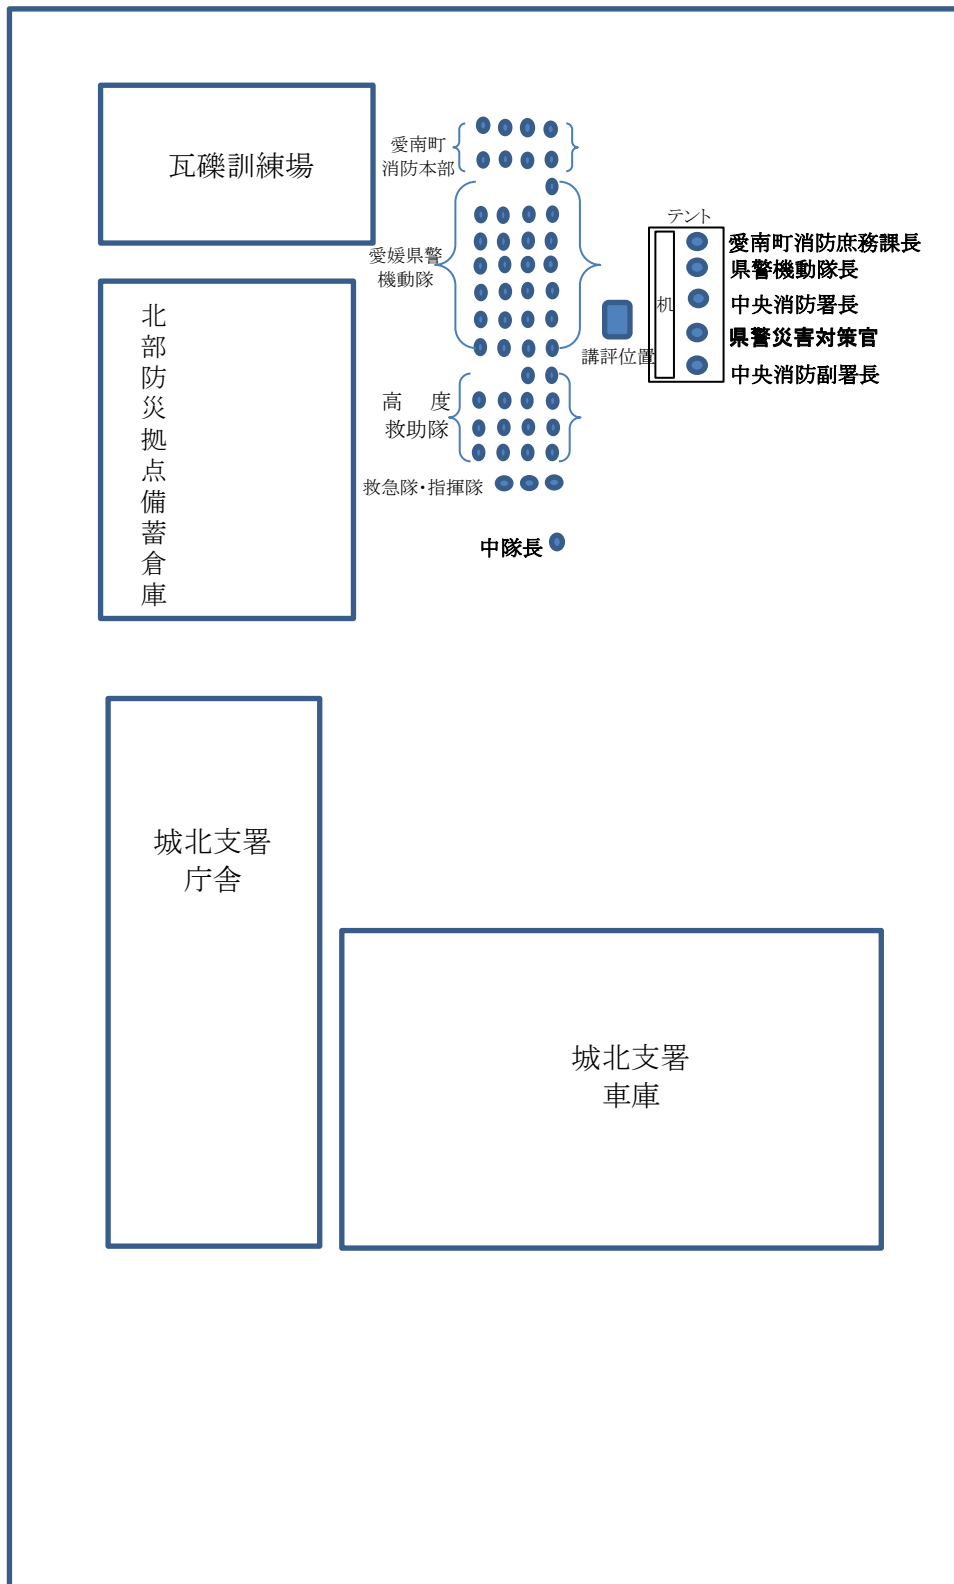 瓦礫訓練場
愛南町
消防本部
愛媛県警
機動隊
テント
机
愛南町消防庶務課長
県警機動隊長
中央消防署長
県警災害対策官
中央消防副署長
講評位置
北部防災拠点備蓄倉庫
高　度
救助隊
救急隊・指揮隊
中隊長
城北支署
庁舎
城北支署
車庫